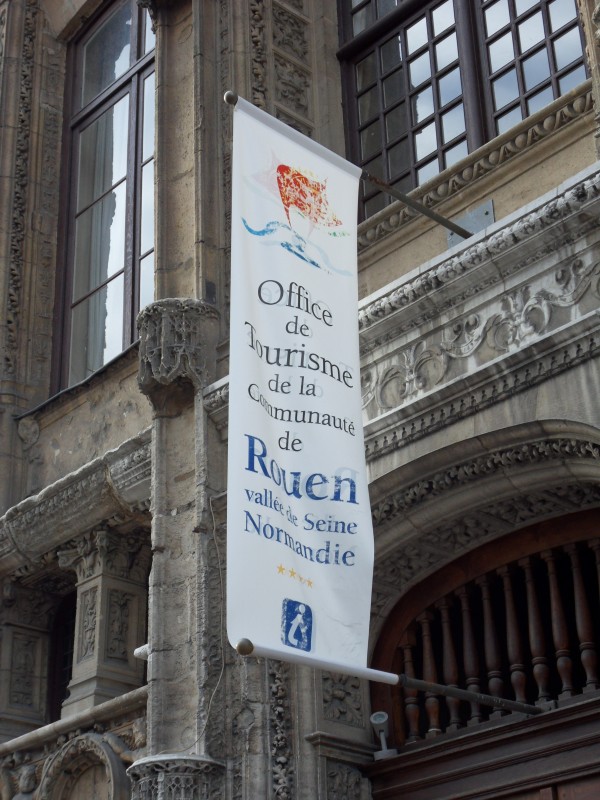 Office
de
Tourisme
de la
Communauté
de
Rouen
vallée de Seine
Normandie
i